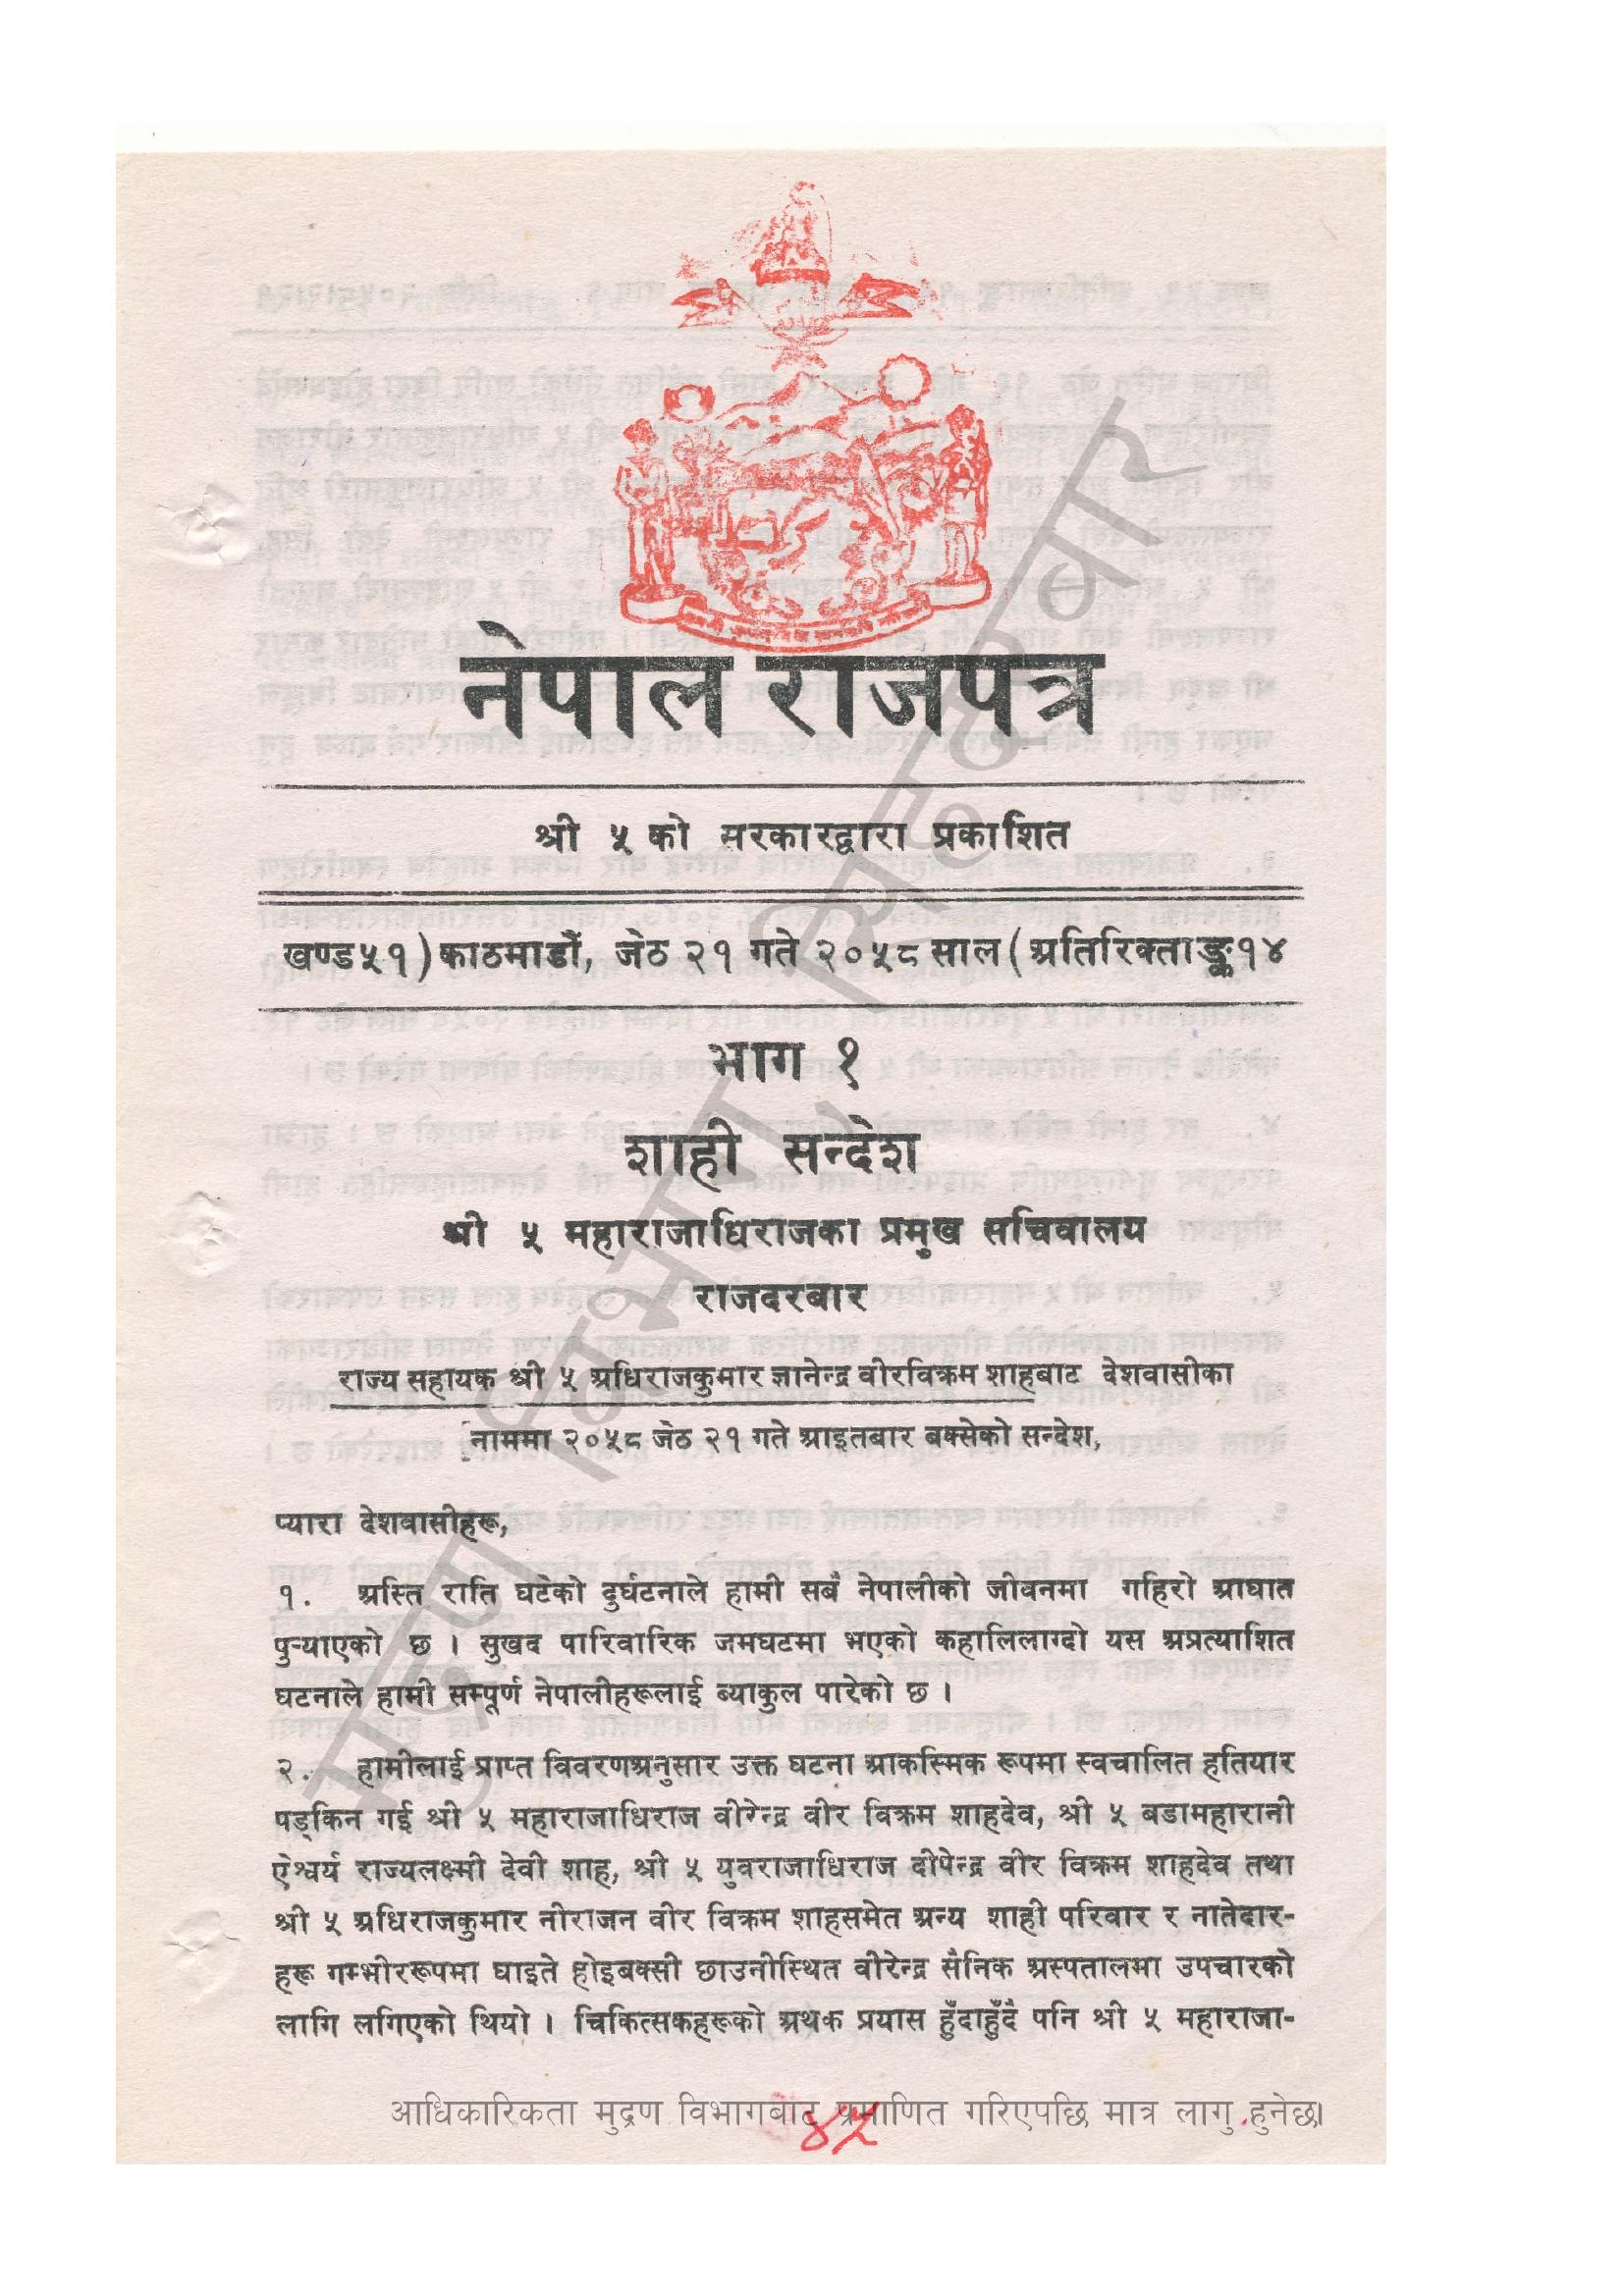 नेपाल राजपत्र
श्री ५ को सरकारद्वारा प्रकाशित
खण्ड ५१) काठमाडौं, जेठ २१ गते २०५८ साल (अतिरिक्ताङ्क १४
भाग १
शाही सन्देश
श्री ५ महाराजाधिराजका प्रमुख सचिवालय
राजदरबार
राज्य सहायक श्री ५ अधिराजकुमार ज्ञानेन्द्र वीरविक्रम शाहबाट देशवासीका
नाममा २०५८ जेठ २१ गते आइतबार बक्सेको सन्देश,
प्यारा देशवासीहरू,
१. अस्ति राति घटेको दुर्घटनाले हामी सबै नेपालीको जीवनमा गहिरो आघात
पुर्‍याएको छ । सुखद पारिवारिक जमघटमा भएको कहालिलाग्दो यस अप्रत्याशित
घटनाले हामी सम्पूर्ण नेपालीहरूलाई ब्याकुल पारेको छ ।
२. हामीलाई प्राप्त विवरणअनुसार उक्त घटना आकस्मिक रूपमा स्वचालित हतियार
पड्किन गई श्री ५ महाराजाधिराज वीरेन्द्र वीर विक्रम शाहदेव, श्री ५ बडामहारानी
ऐश्वर्य राज्यलक्ष्मी देवी शाह, श्री ५ युवराजाधिराज दीपेन्द्र वीर विक्रम शाहदेव तथा
श्री ५ अधिराजकुमार नीराजन वीर विक्रम शाहसमेत अन्य शाही परिवार र नातेदार-
हरू गम्भीररूपमा घाइते होइबक्सी छाउनीस्थित वीरेन्द्र सैनिक अस्पतालमा उपचारको
लागि लगिएको थियो । चिकित्सकहरूको अथक प्रयास हुँदाहुँदै पनि श्री ५ महाराजा-
मुद्रण विभाग, सिंहदरबार
आधिकारिकता मुद्रण विभागबाट प्रमाणित गरिएपछि मात्र लागु हुनेछ।
४५